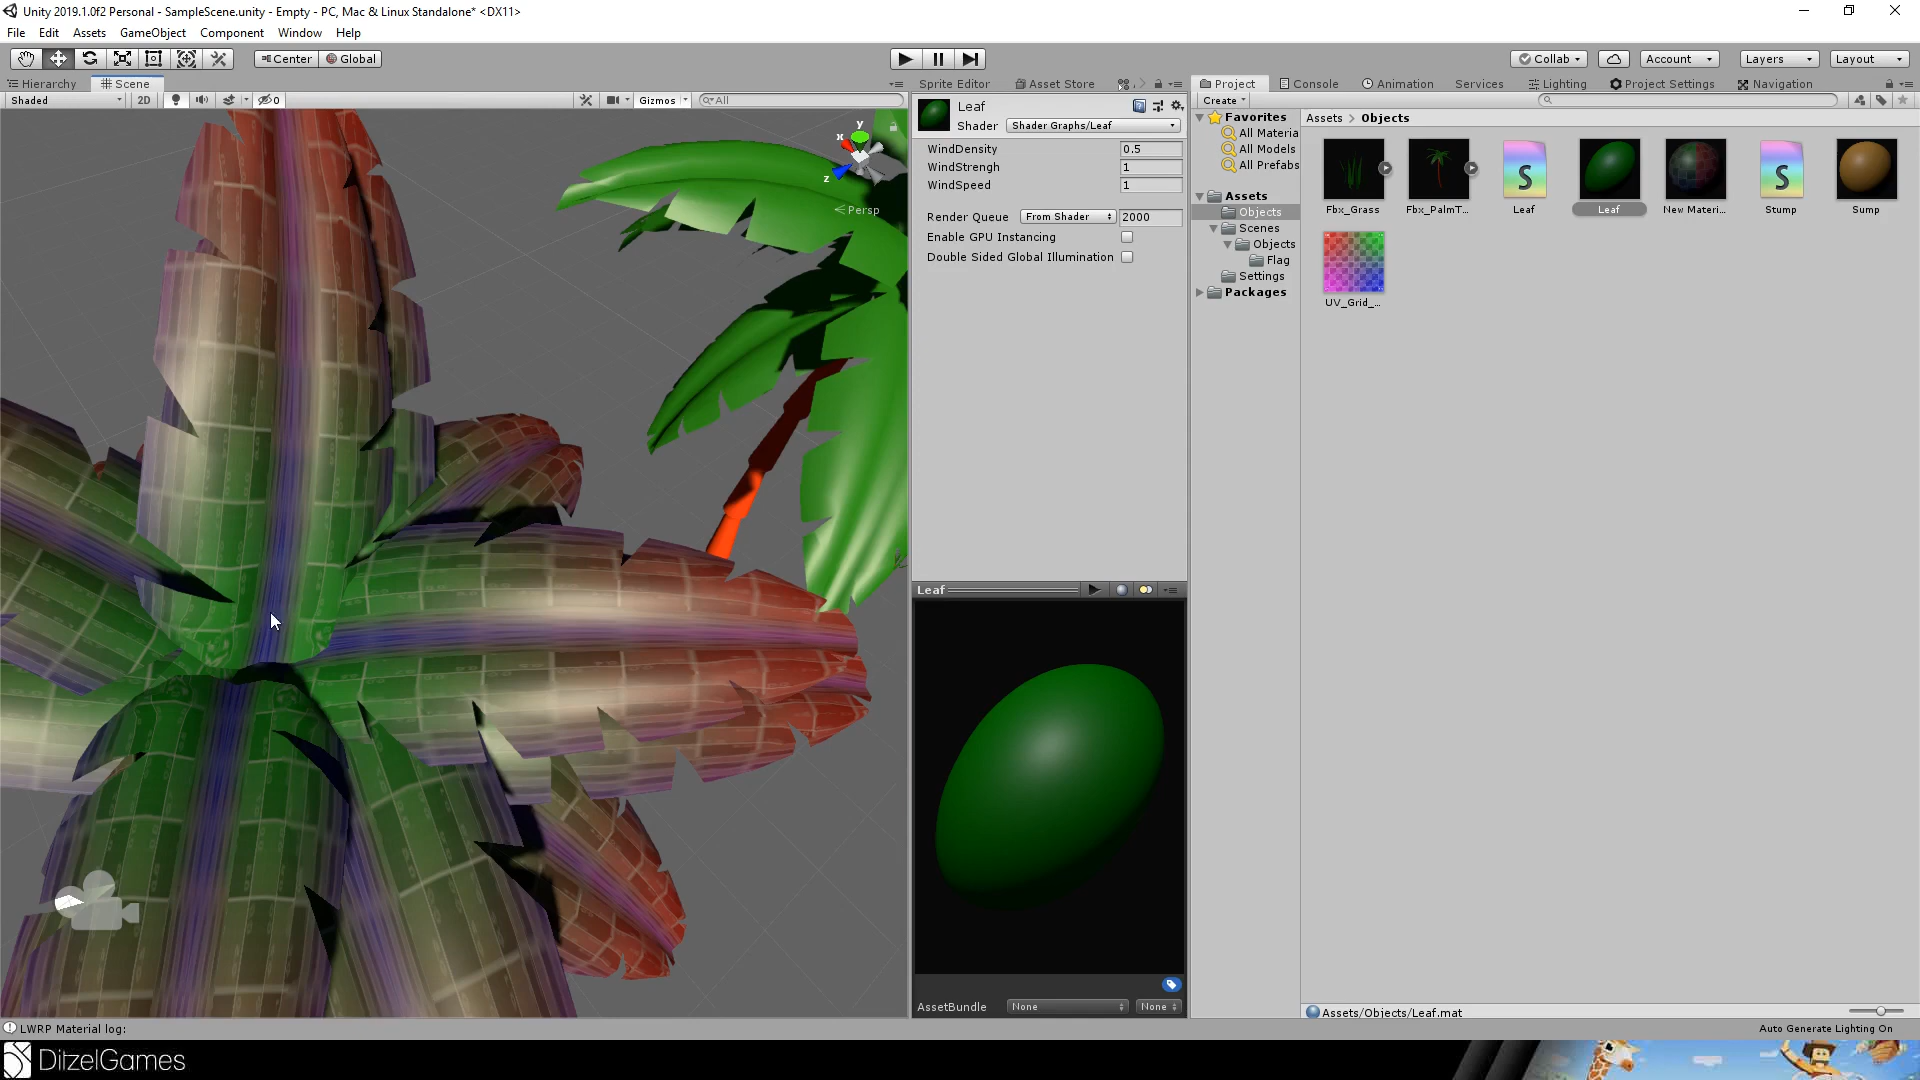 Unity 2019.1.0f2 Personal - SampleScene.unity - Empty - PC, Mac & Linux Standalone* <DX11>
File Edit Assets GameObject Component Window Help
Center Global Collab Account Layers Layout
Hierarchy Scene Sprite Editor Asset Store Project Console Animation Services Lighting Project Settings Navigation
Shaded 2D 0 Gizmos All Create
Leaf
Shader Shader Graphs/Leaf
WindDensity 0.5
WindStrengh 1
WindSpeed 1
Render Queue From Shader 2000
Enable GPU Instancing
Double Sided Global Illumination
y
x
z
Persp
Favorites
All Materia
All Models
All Prefabs
Assets
Objects
Scenes
Objects
Flag
Settings
Packages
Assets > Objects
Fbx_Grass Fbx_PalmT... Leaf Leaf New Materi... Stump Sump
UV_Grid_...
Leaf
AssetBundle None None
Assets/Objects/Leaf.mat
LWRP Material log:
Auto Generate Lighting On
DitzelGames